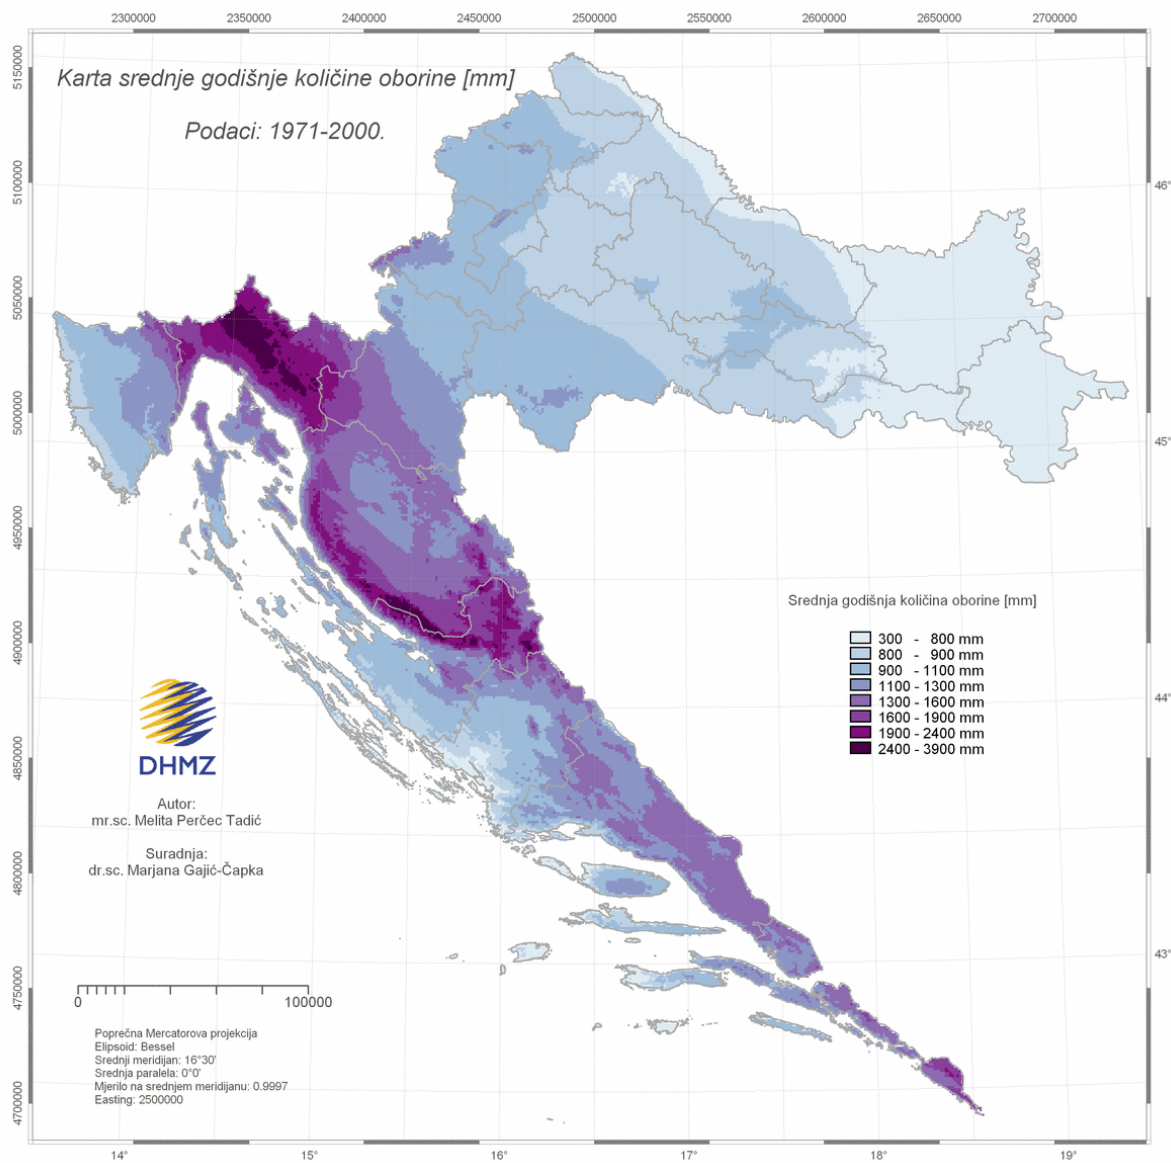 2300000 2350000 2400000 2450000 2500000 2550000 2600000 2650000 2700000
5150000
5100000
5050000
5000000
4950000
4900000
4850000
4800000
4750000
4700000
Karta srednje godišnje količine oborine [mm]
Podaci: 1971-2000.
46°
45°
44°
43°
Srednja godišnja količina oborine [mm]
300 - 800 mm
800 - 900 mm
900 - 1100 mm
1100 - 1300 mm
1300 - 1600 mm
1600 - 1900 mm
1900 - 2400 mm
2400 - 3900 mm
DHMZ
Autor:
mr.sc. Melita Perčec Tadić
Suradnja:
dr.sc. Marjana Gajić-Čapka
0 100000
Poprečna Mercatorova projekcija
Elipsoid: Bessel
Srednji meridijan: 16°30'
Srednja paralela: 0°0'
Mjerilo na srednjem meridijanu: 0.9997
Easting: 2500000
14° 15° 16° 17° 18° 19°